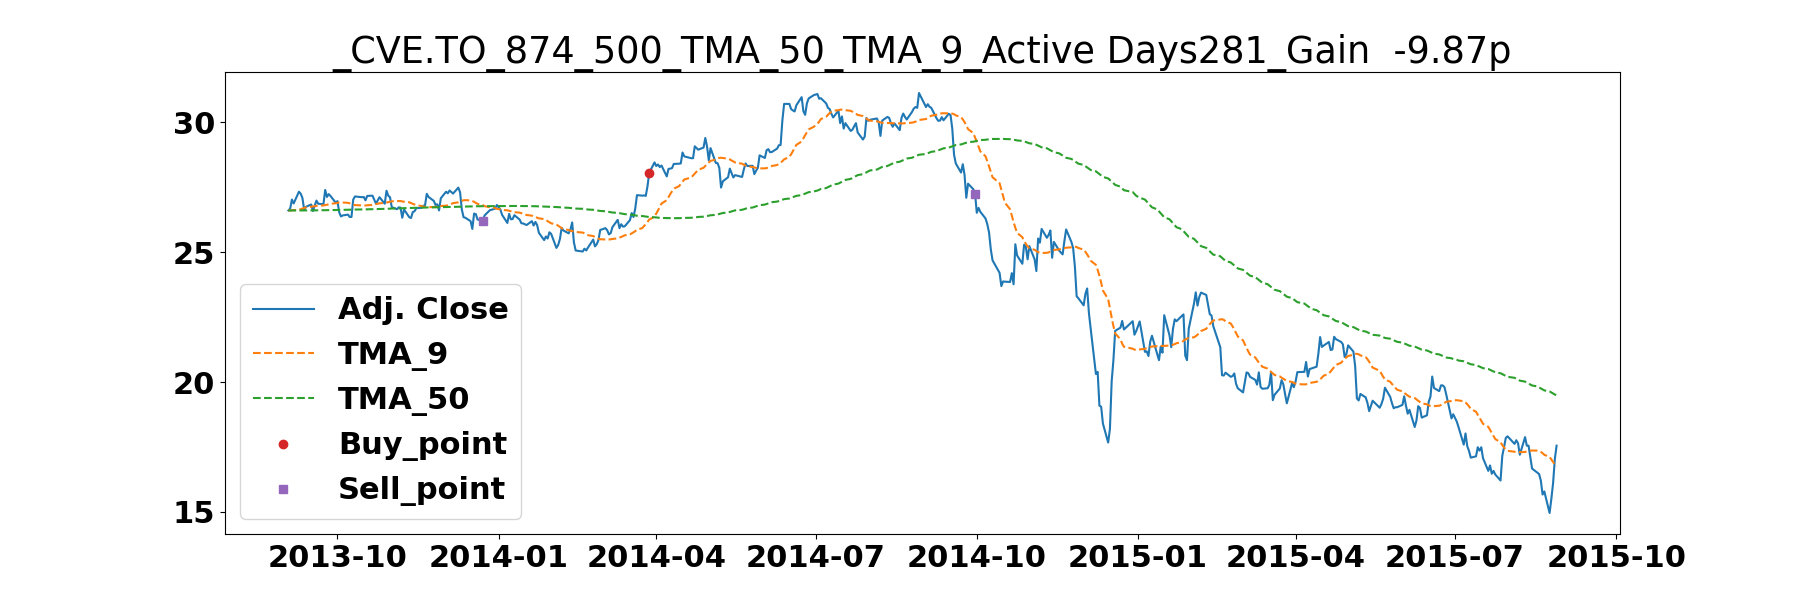 _CVE.TO_874_500_TMA_50_TMA_9_Active Days281_Gain  -9.87p
30
25
20
15
Adj. Close
TMA_9
TMA_50
Buy_point
Sell_point
2013-10 2014-01 2014-04 2014-07 2014-10 2015-01 2015-04 2015-07 2015-10